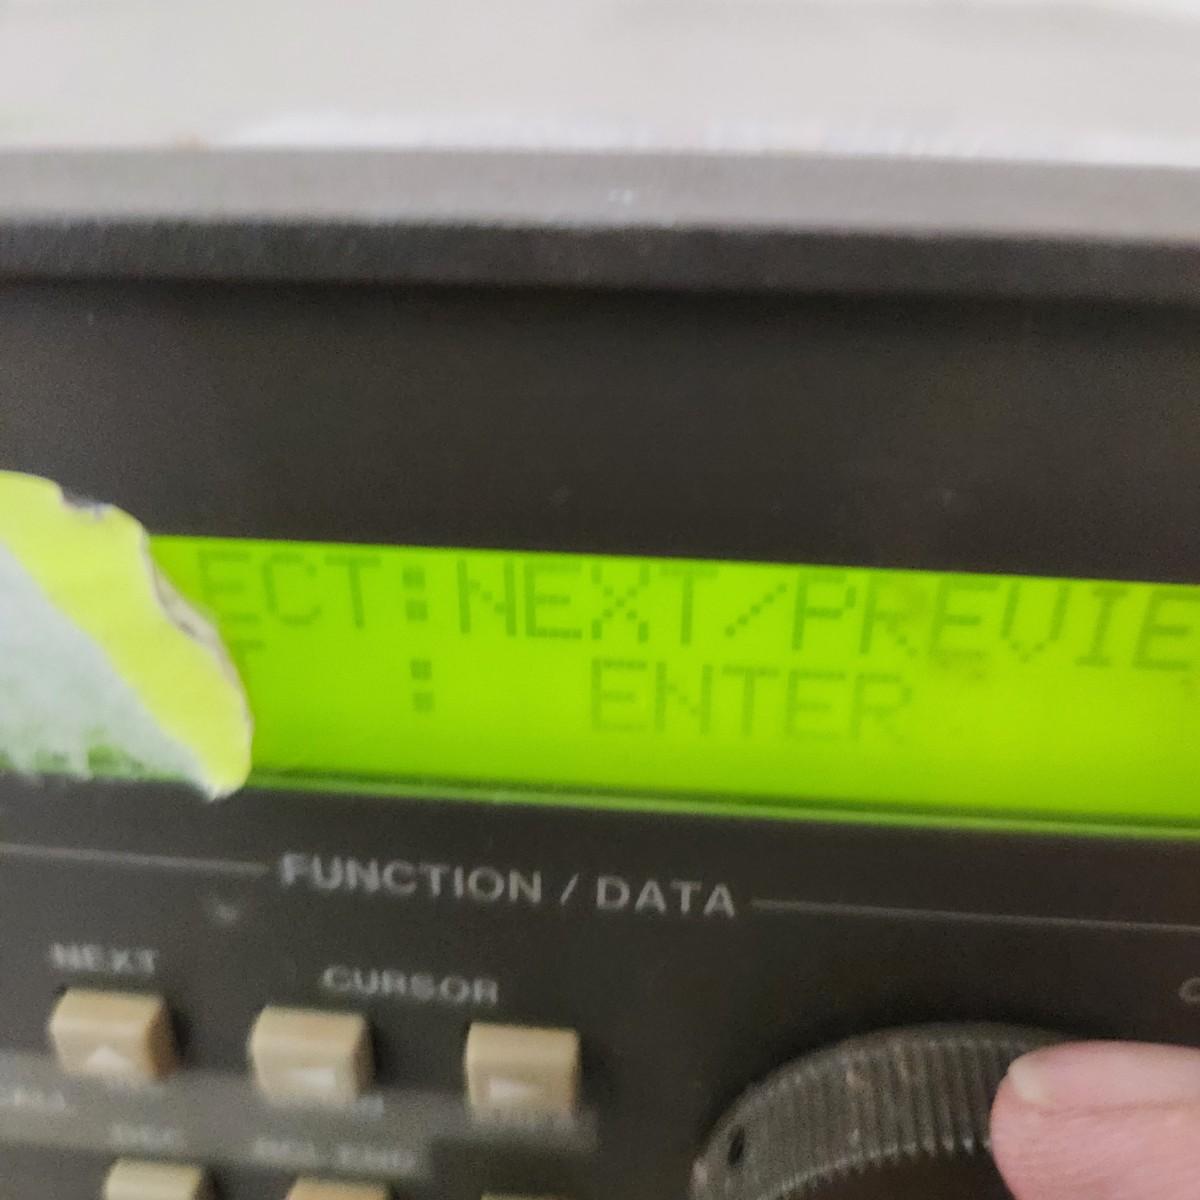 ECT:NEXT/PREVIE
T : ENTER
FUNCTION / DATA
NEXT
CURSOR